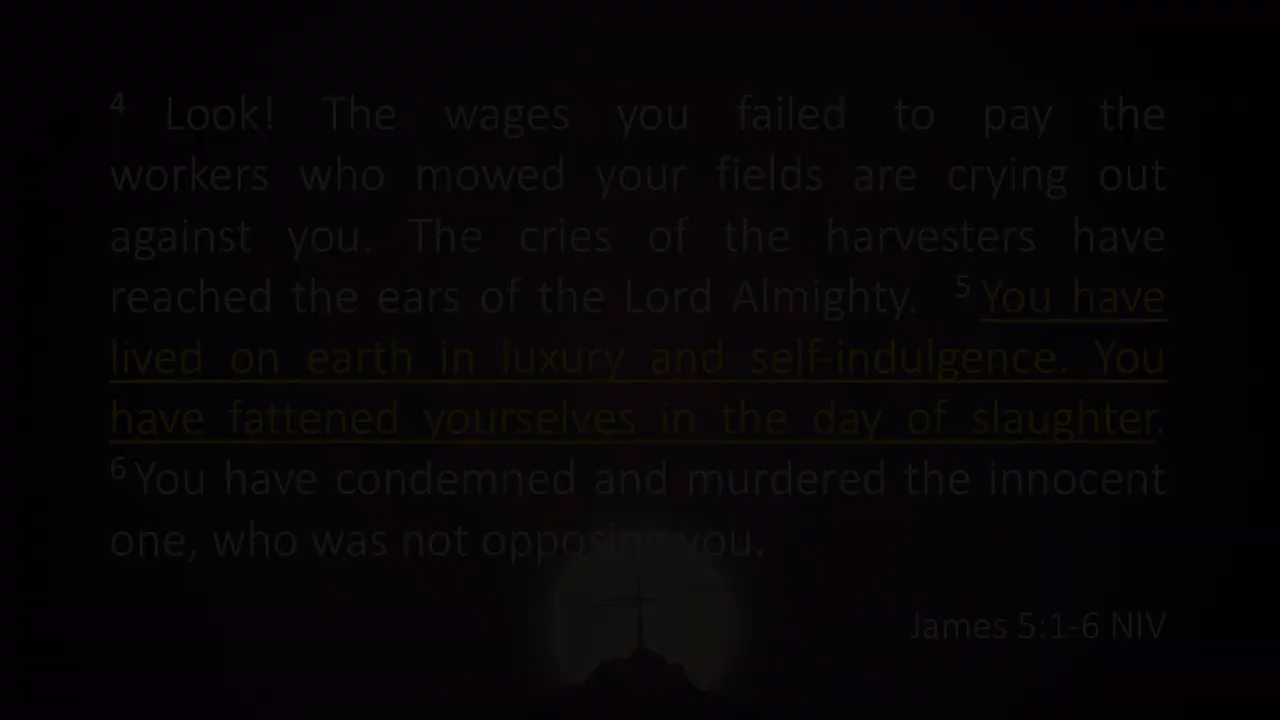 4 Look! The wages you failed to pay the
workers who mowed your fields are crying out
against you. The cries of the harvesters have
reached the ears of the Lord Almighty. 5 You have
lived on earth in luxury and self-indulgence. You
have fattened yourselves in the day of slaughter.
6 You have condemned and murdered the innocent
one, who was not opposing you.
James 5:1-6 NIV